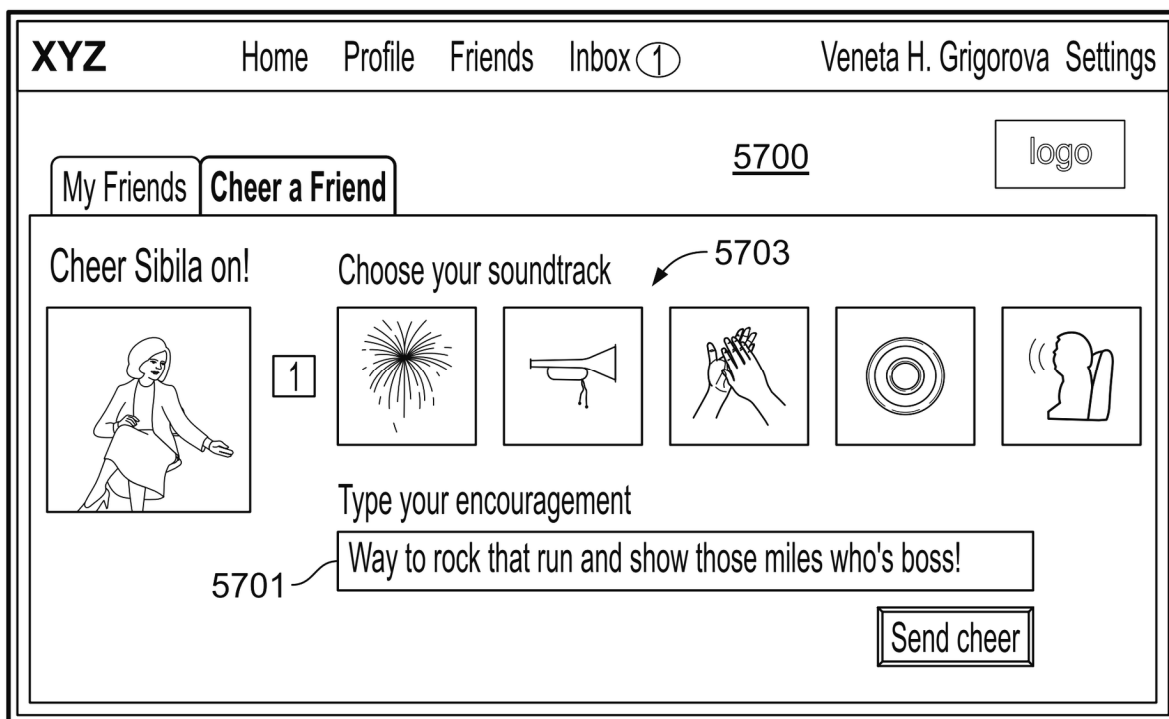 XYZ Home Profile Friends Inbox 1 Veneta H. Grigorova Settings
5700
logo
My Friends Cheer a Friend
Cheer Sibila on!
Choose your soundtrack
5703
1
Type your encouragement
Way to rock that run and show those miles who's boss!
5701
Send cheer